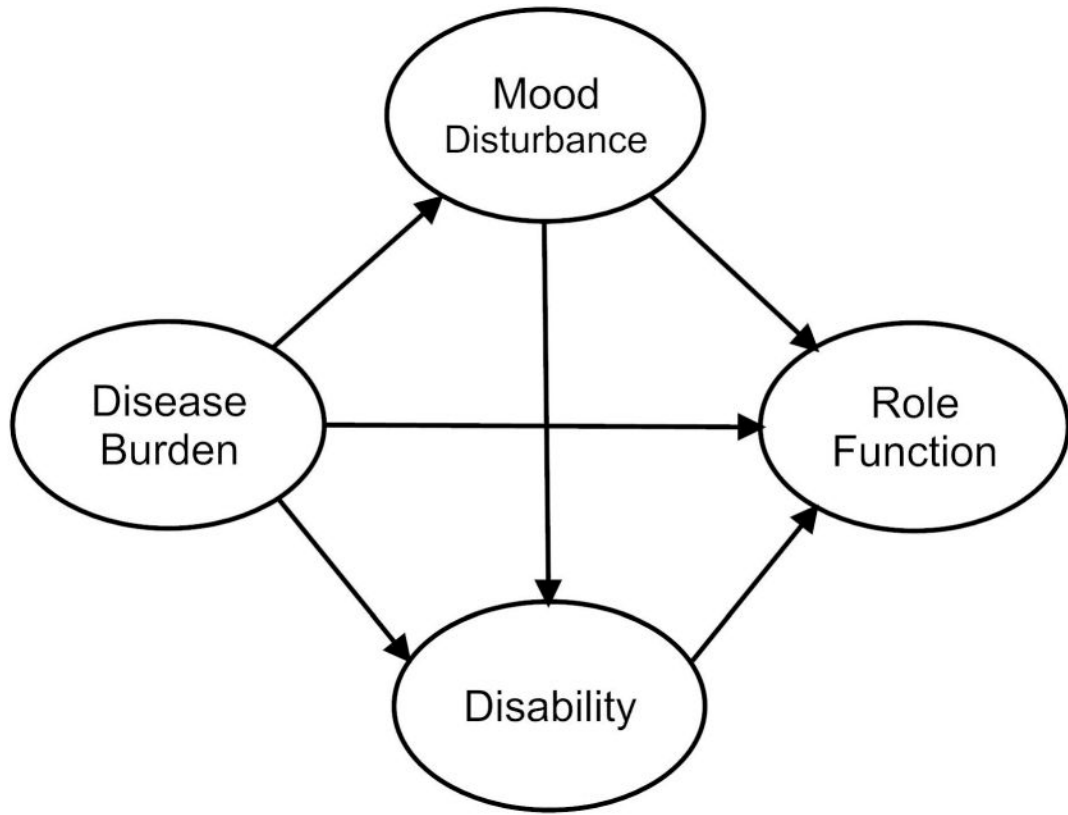 Mood
Disturbance
Disease
Burden
Role
Function
Disability